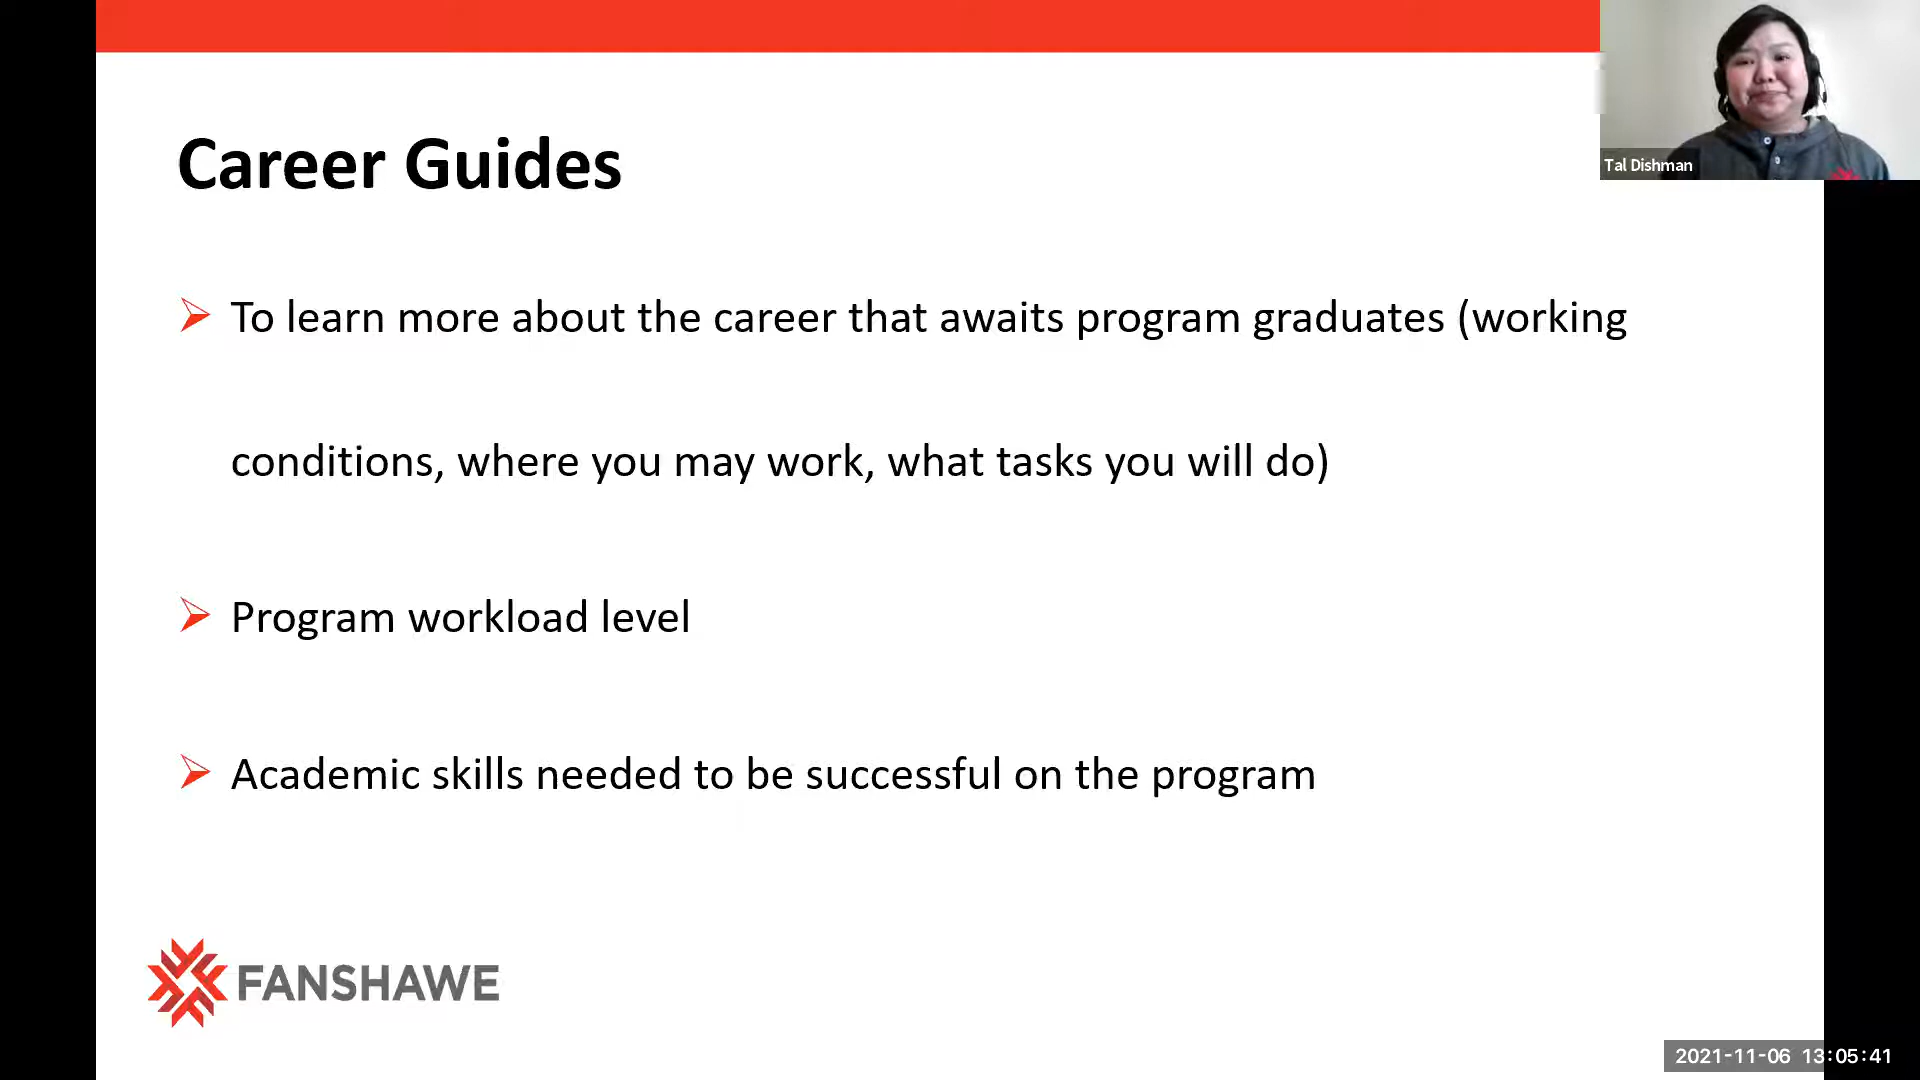 Tal Dishman
Career Guides
To learn more about the career that awaits program graduates (working
conditions, where you may work, what tasks you will do)
Program workload level
Academic skills needed to be successful on the program
FANSHAWE
2021-11-06 13:05:41